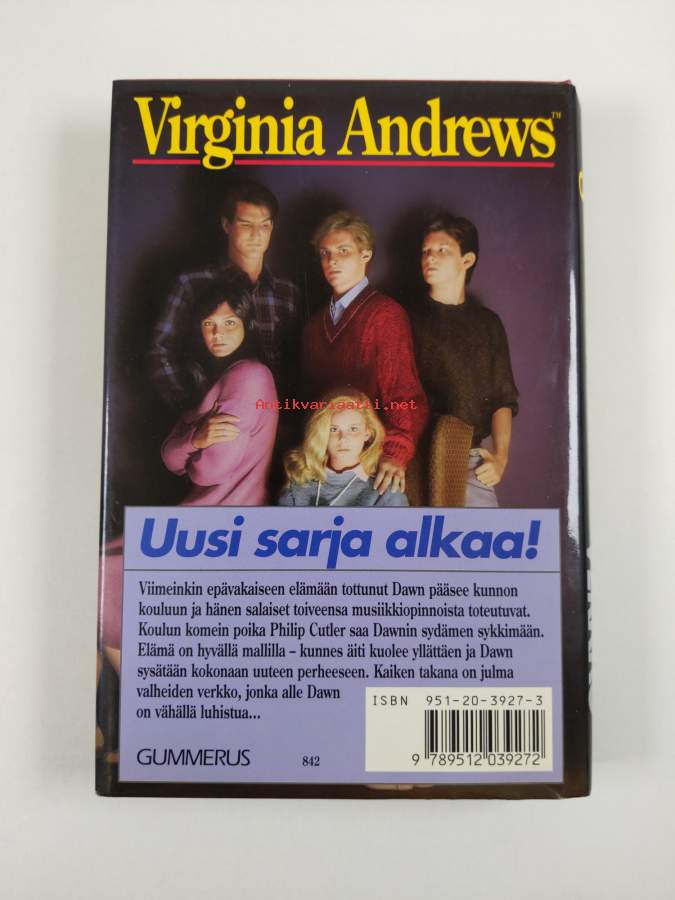 Virginia Andrews™
Antikvariaatti.net
Uusi sarja alkaa!
Viimeinkin epävakaiseen elämään tottunut Dawn pääsee kunnon
kouluun ja hänen salaiset toiveensa musiikkiopinnoista toteutuvat.
Koulun komein poika Philip Cutler saa Dawnin sydämen sykkimään.
Elämä on hyvällä mallilla – kunnes äiti kuolee yllättäen ja Dawn
sysätään kokonaan uuteen perheeseen. Kaiken takana on julma
valheiden verkko, jonka alle Dawn
on vähällä luhistua...
ISBN 951-20-3927-3
9 789512 039272
GUMMERUS 842